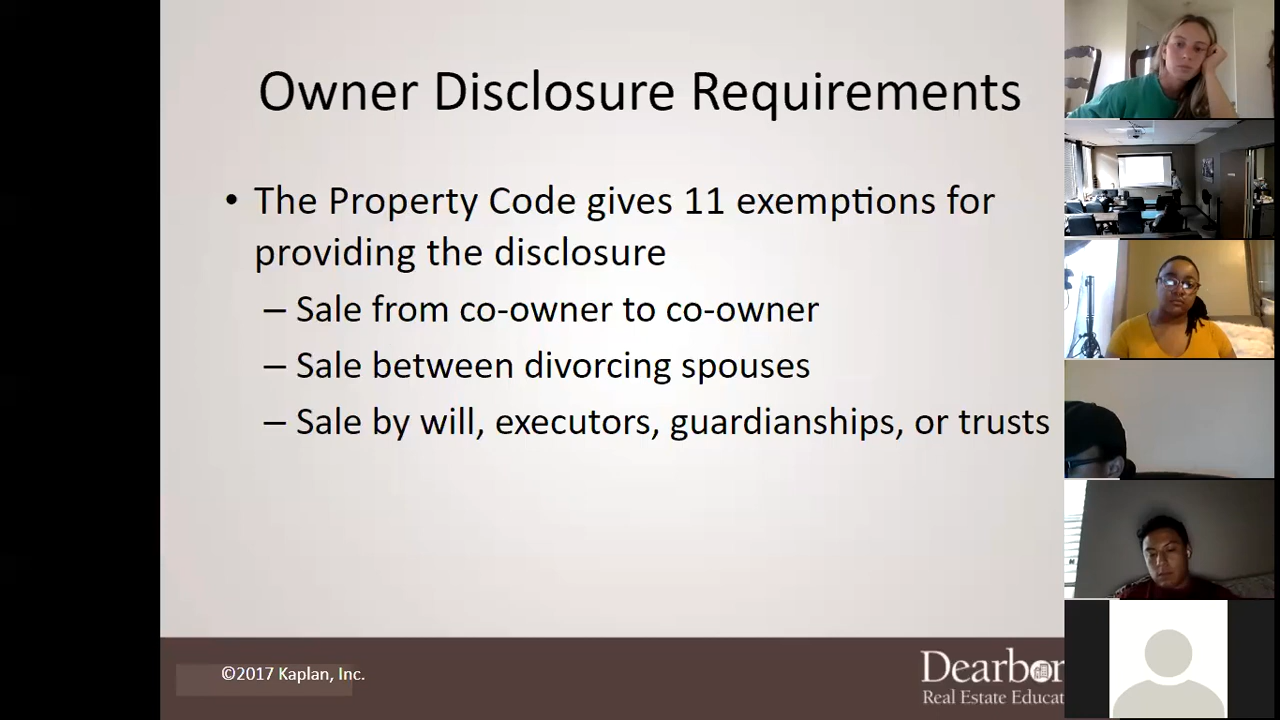 Owner Disclosure Requirements
• The Property Code gives 11 exemptions for
providing the disclosure
– Sale from co-owner to co-owner
– Sale between divorcing spouses
– Sale by will, executors, guardianships, or trusts
©2017 Kaplan, Inc.
Dearbor
Real Estate Educat